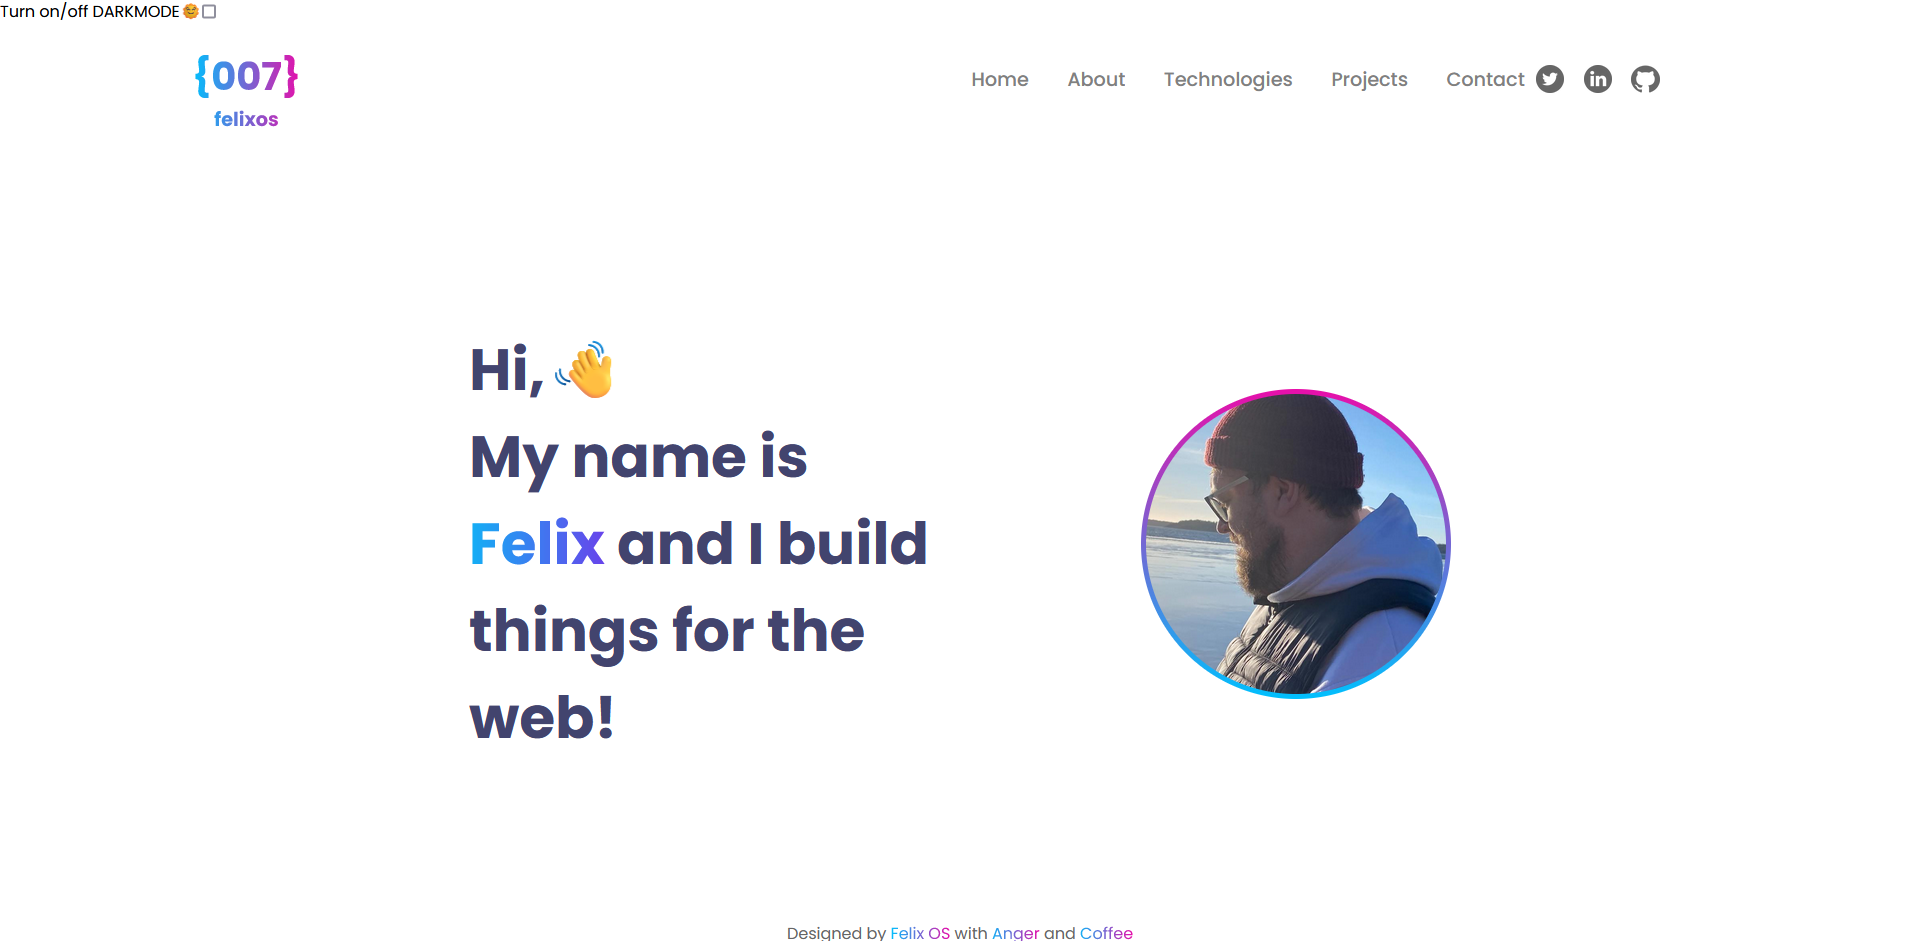 Turn on/off DARKMODE🌞
{007}
felixos
Home About Technologies Projects Contact
Hi, 👋
My name is
Felix and I build
things for the
web!
Designed by Felix OS with Anger and Coffee